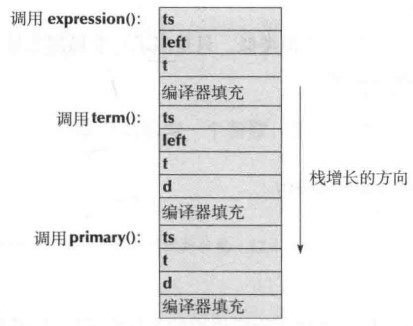 调用 expression(): ts
left
t
编译器填充
调用 term(): ts
left
t
d
栈增长的方向
编译器填充
调用 primary(): ts
t
d
编译器填充